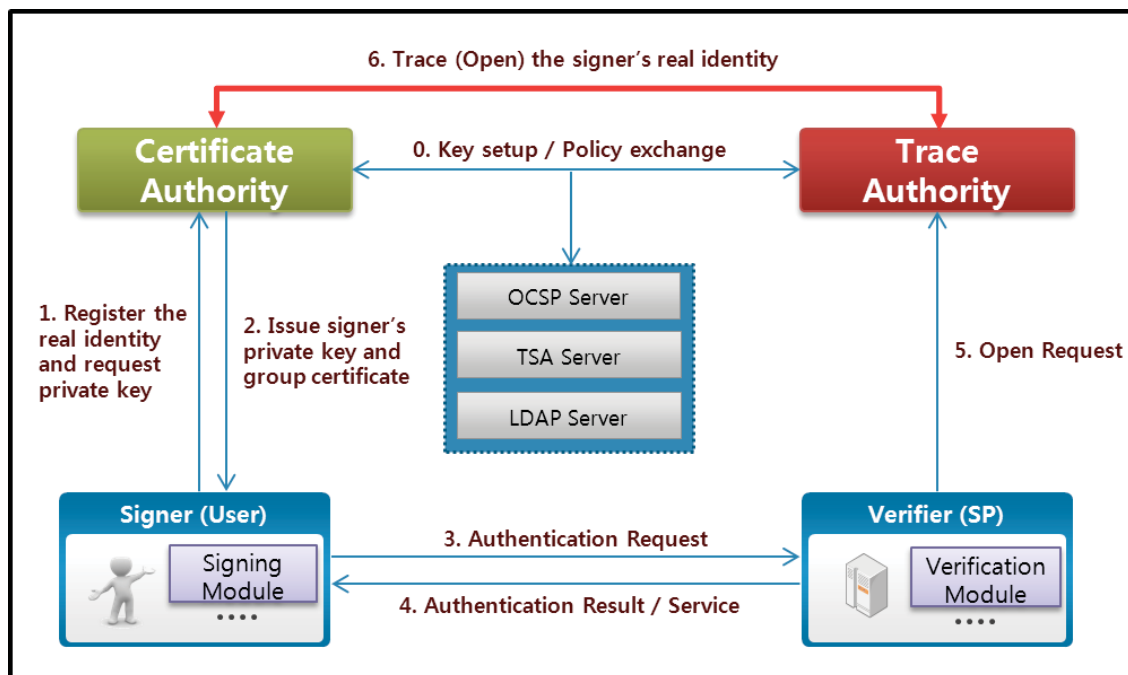 6. Trace (Open) the signer's real identity
Certificate
Authority
0. Key setup / Policy exchange
Trace
Authority
OCSP Server
TSA Server
LDAP Server
1. Register the
real identity
and request
private key
2. Issue signer's
private key and
group certificate
5. Open Request
Signer (User)
Signing
Module
3. Authentication Request
4. Authentication Result / Service
Verifier (SP)
Verification
Module